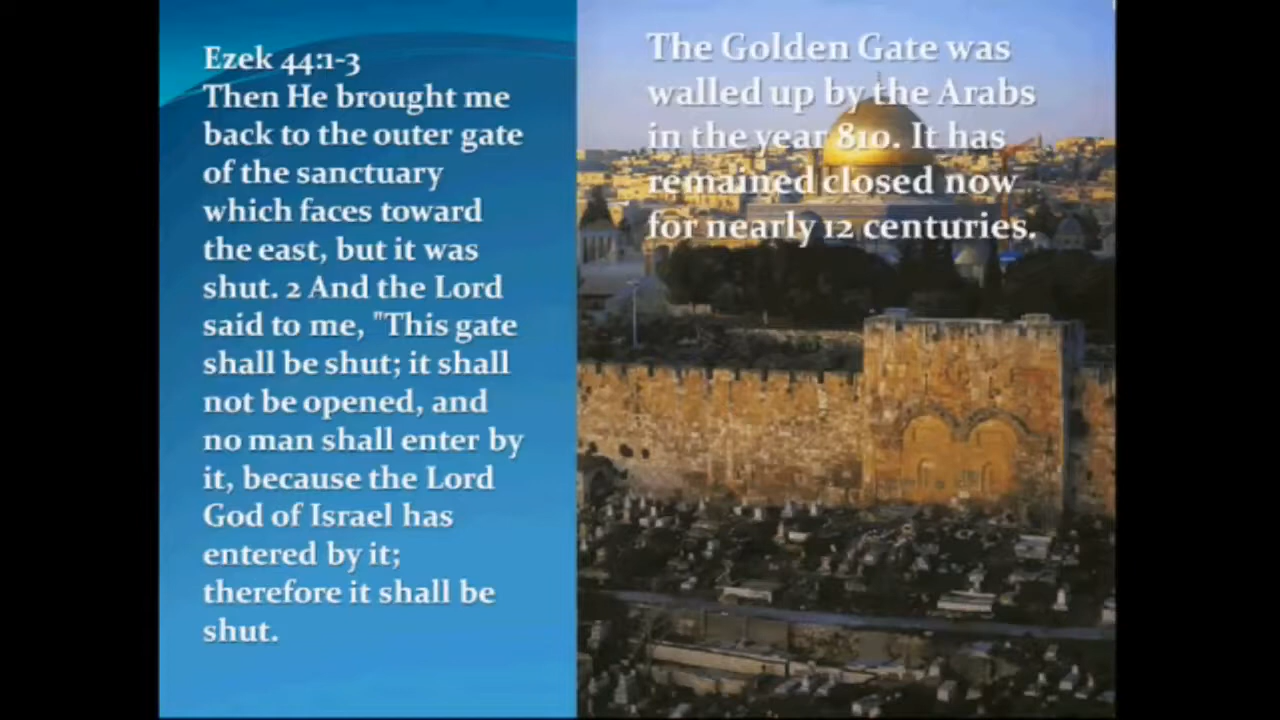 Ezek 44:1-3
Then He brought me
back to the outer gate
of the sanctuary
which faces toward
the east, but it was
shut. 2 And the Lord
said to me, "This gate
shall be shut; it shall
not be opened, and
no man shall enter by
it, because the Lord
God of Israel has
entered by it;
therefore it shall be
shut.
The Golden Gate was
walled up by the Arabs
in the year 810. It has
remained closed now
for nearly 12 centuries.